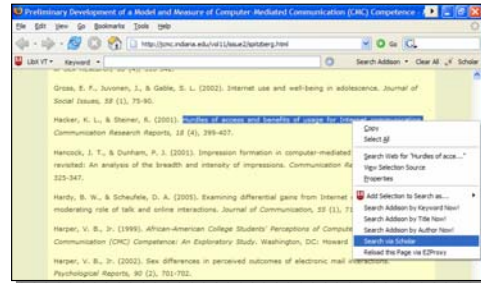 Preliminary Development of a Model and Measure of Computer-Mediated Communication (CMC) Competence -
File Edit View Go Bookmarks Tools Help
http://jcmc.indiana.edu/vol11/issue2/spitzberg.html Go
LibX VT Keyword Search Addison Clear All Scholar
Gross, E. F., Juvonen, J., & Gable, S. L. (2002). Internet use and well-being in adolescence. Journal of
Social Issues, 58 (1), 75-90.
Hacker, K. L., & Steiner, R. (2001). Hurdles of access and benefits of usage for Internet communication.
Communication Research Reports, 18 (4), 399-407.
Hancock, J. T., & Dunham, P. J. (2001). Impression formation in computer-mediated
revisited: An analysis of the breadth and intensity of impressions. Communication Re
325-347.
Hardy, B. W., & Scheufele, D. A. (2005). Examining differential gains from Internet
moderating role of talk and online interactions. Journal of Communication, 55 (1), 71
Harper, V. B., Jr. (1999). African-American College Students' Perceptions of Compute
Communication (CMC) Competence: An Exploratory Study. Washington, DC: Howard
Harper, V. B., Jr. (2002). Sex differences in perceived outcomes of electronic mail interactions.
Psychological Reports, 90 (2), 701-702.
Copy
Select All
Search Web for "Hurdles of acce..."
View Selection Source
Properties
Add Selection to Search as...
Search Addison by Keyword Now!
Search Addison by Title Now!
Search Addison by Author Now!
Search via Scholar
Reload this Page via EZProxy